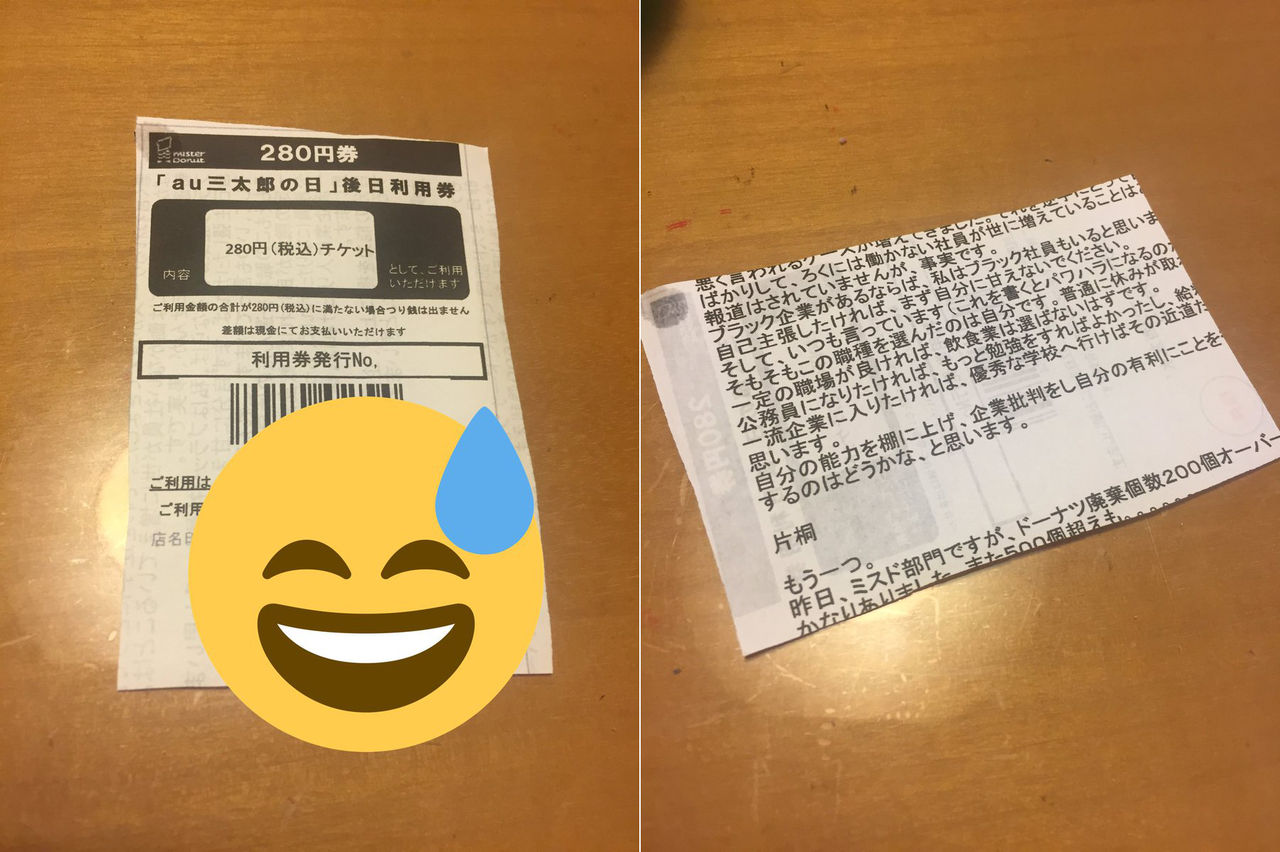 mister Donut
280円券
「au三太郎の日」後日利用券
280円(税込)チケット
内容
として、ご利用
いただけます
ご利用金額の合計が280円(税込)に満たない場合つり銭は出ません
差額は現金にてお支払いいただけます
利用券発行No,
ご利用は
ご利用
店名
悪く言われるケースが増えてきました。それを逆手にとって
ばかりして、ろくには働かない社員が世に増えていることは
報道はされていませんが、事実です。
ブラック企業があるならば、私はブラック社員もいると思いま
自己主張したければ、まず自分に甘えないでください。
そして、いつも言っています(これを書くとパワハラになるのか
そもそもこの職種を選んだのは自分です。普通に休みが取
一定の職場が良ければ、飲食業は選ばないはずです。
公務員になりたければ、もっと勉強をすればよかったし、給
一流企業に入りたければ、優秀な学校へ行けばその近道だ
思います。
自分の能力を棚に上げ、企業批判をし自分の有利にことを
するのはどうかな、と思います。
片桐
もう一つ。
昨日、ミスド部門ですが、ドーナツ廃棄個数200個オーバー
かなりありました。また500個超えも。。。。。。